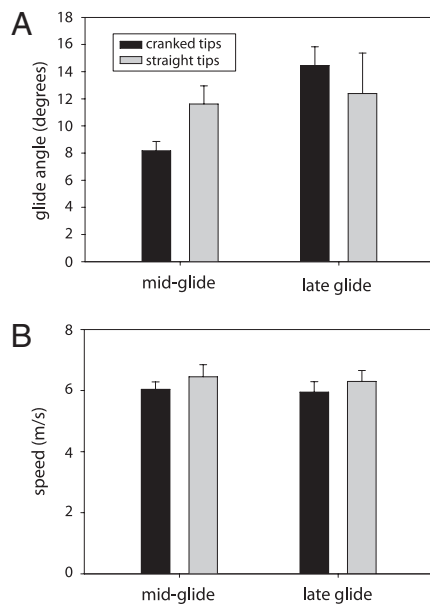 A
18
cranked tips
straight tips
16
14
12
10
8
6
4
2
0
glide angle (degrees)
mid-glide late glide
B
8
6
4
2
0
speed (m/s)
mid-glide late glide